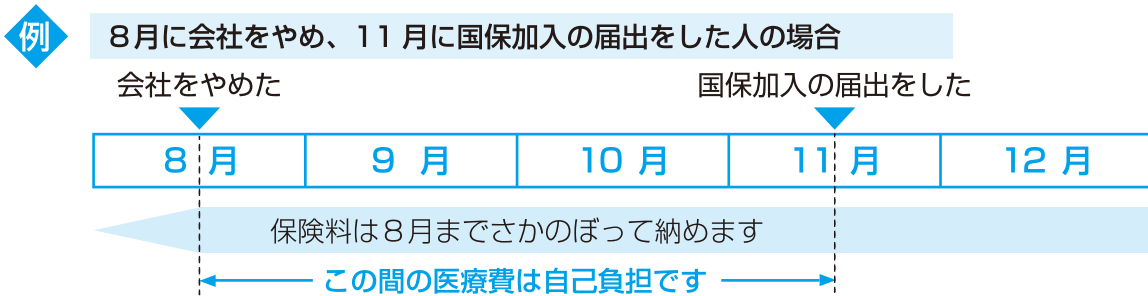 例
８月に会社をやめ、11 月に国保加入の届出をした人の場合
会社をやめた
国保加入の届出をした
8 月
9 月
10 月
11 月
12 月
保険料は８月までさかのぼって納めます
この間の医療費は自己負担です